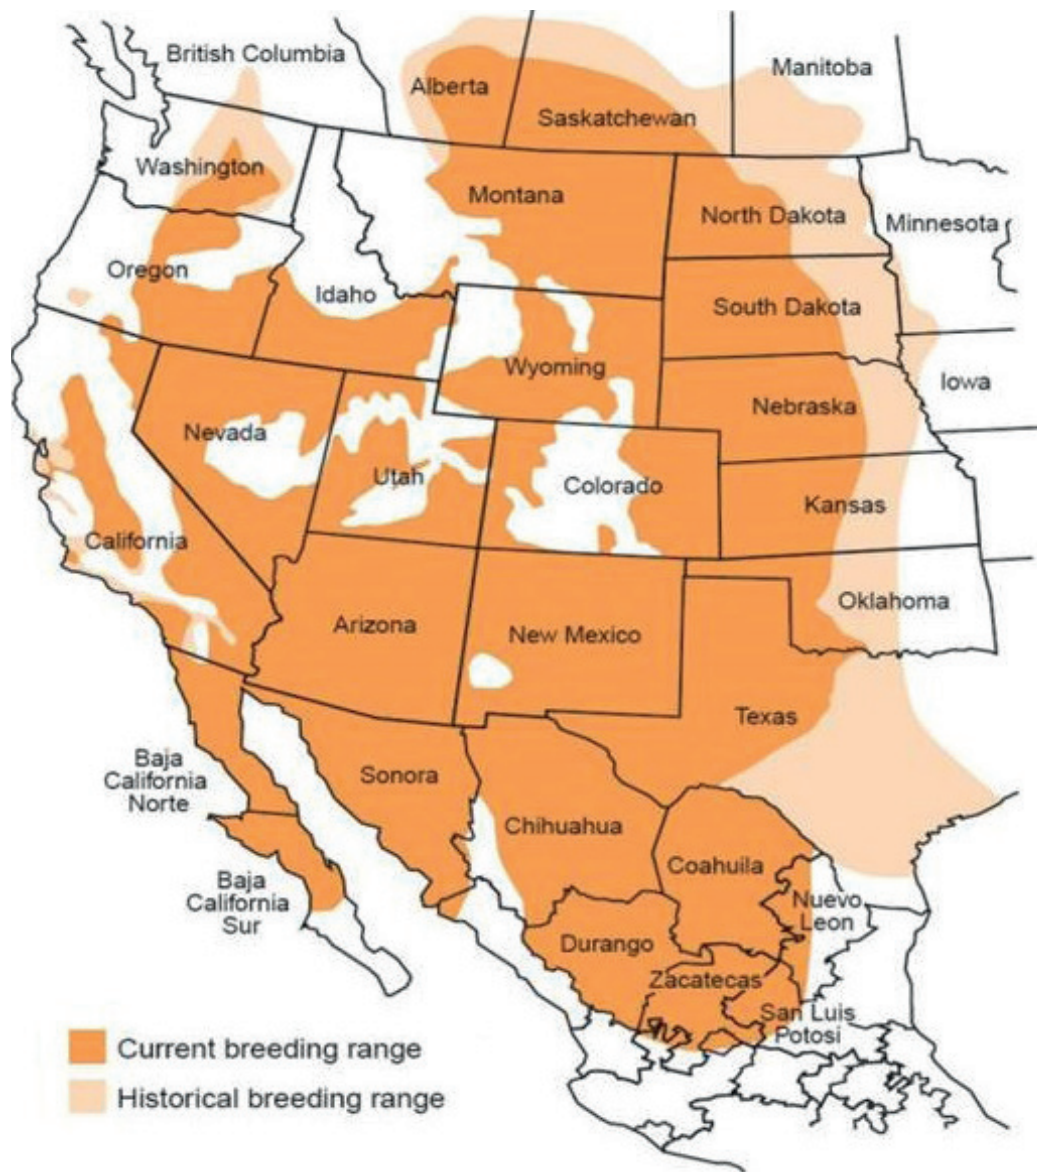 British Columbia
Alberta
Manitoba
Saskatchewan
Washington
Montana
North Dakota
Minnesota
Oregon
Idaho
South Dakota
Wyoming
Iowa
Nebraska
Nevada
Utah
Colorado
Kansas
California
Arizona
New Mexico
Oklahoma
Texas
Baja
California
Norte
Sonora
Chihuahua
Coahuila
Baja
California
Sur
Nuevo
Leon
Durango
Zacatecas
San Luis
Potosi
Current breeding range
Historical breeding range